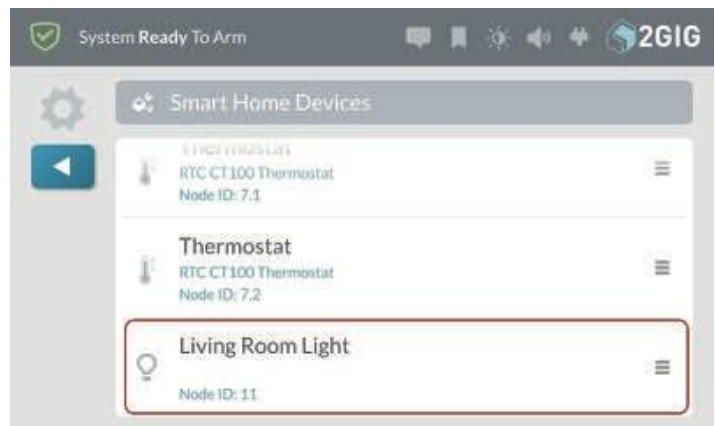 System Ready To Arm
2GIG
Smart Home Devices
Thermostat
RTC CT100 Thermostat
Node ID: 7.1
Thermostat
RTC CT100 Thermostat
Node ID: 7.2
Living Room Light
Node ID: 11